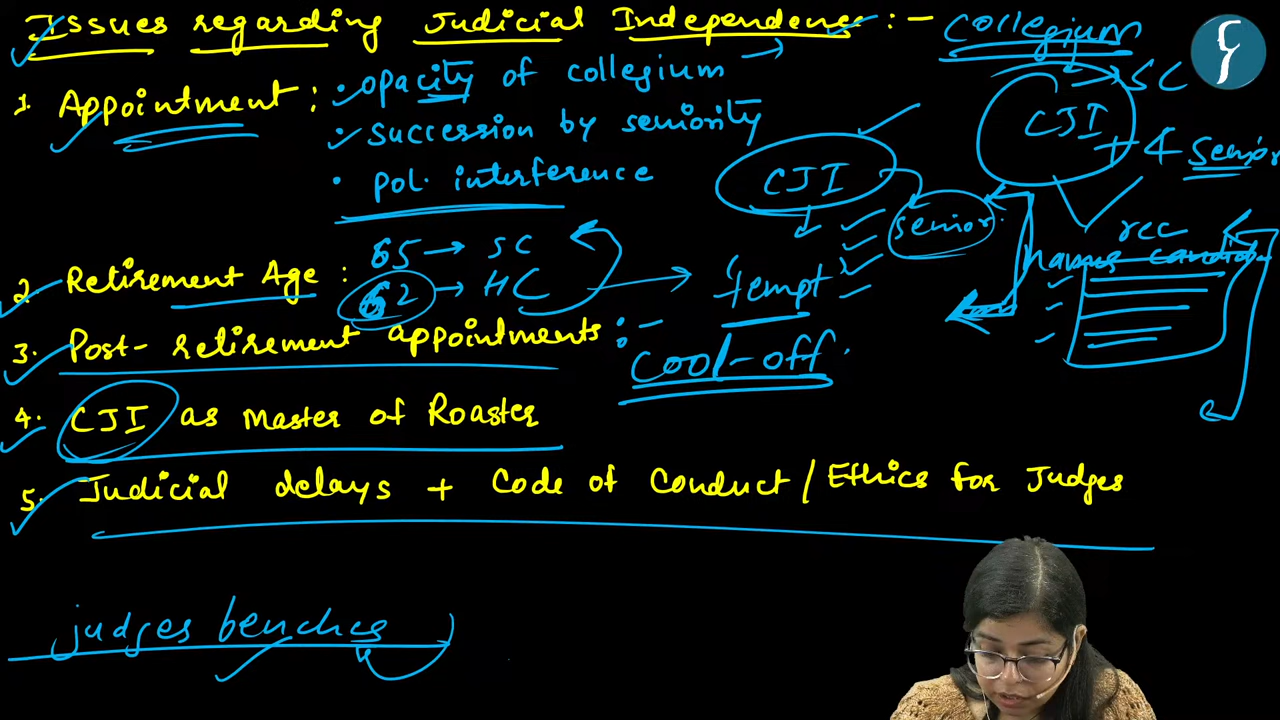 Issues regarding Judicial Independence :-
Collegium
1. Appointment :
• opacity of collegium →
• succession by seniority
• pol. interference
CJI
senior
SC
CJI
+ 4 senior
rec
names
2. Retirement Age :
65 → SC
62 → HC
tempt
3. Post-retirement appointments :-
Cool-off
4. CJI as Master of Roaster
5. Judicial delays + Code of Conduct/Ethics for Judges
judges benches